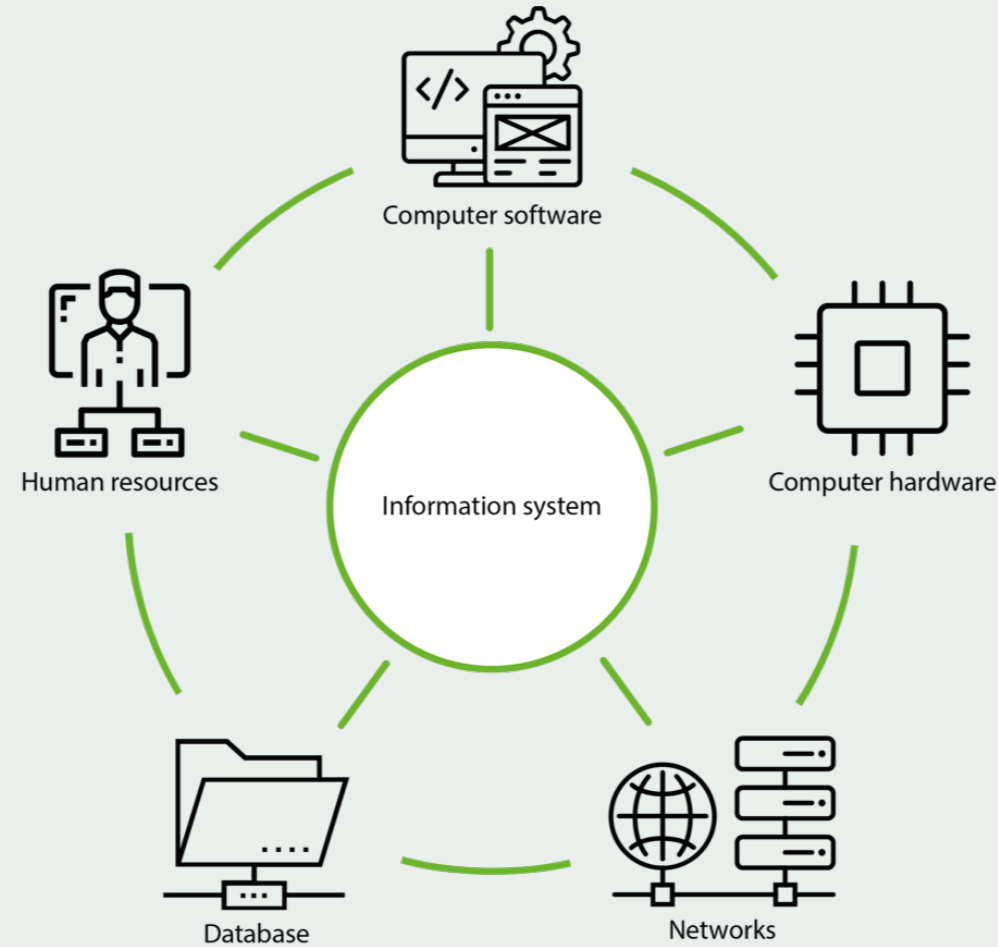 </>
Computer software
Human resources
Computer hardware
Information system
Database
Networks